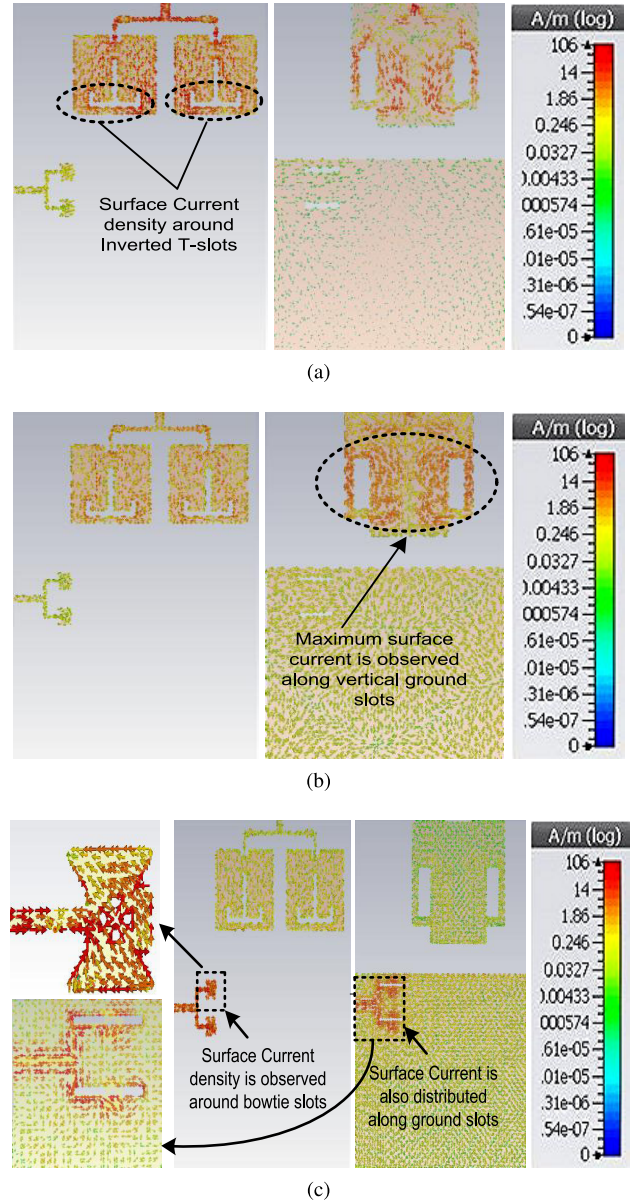 A/m (log)
106
14
1.86
0.246
0.0327
0.00433
000574
.61e-05
.01e-05
.31e-06
.54e-07
0
Surface Current
density around
Inverted T-slots
(a)
A/m (log)
106
14
1.86
0.246
0.0327
0.00433
000574
.61e-05
.01e-05
.31e-06
.54e-07
0
Maximum surface
current is observed
along vertical ground
slots
(b)
A/m (log)
106
14
1.86
0.246
0.0327
0.00433
000574
.61e-05
.01e-05
.31e-06
.54e-07
0
Surface Current
density is observed
around bowtie slots
Surface Current is
also distributed
along ground slots
(c)